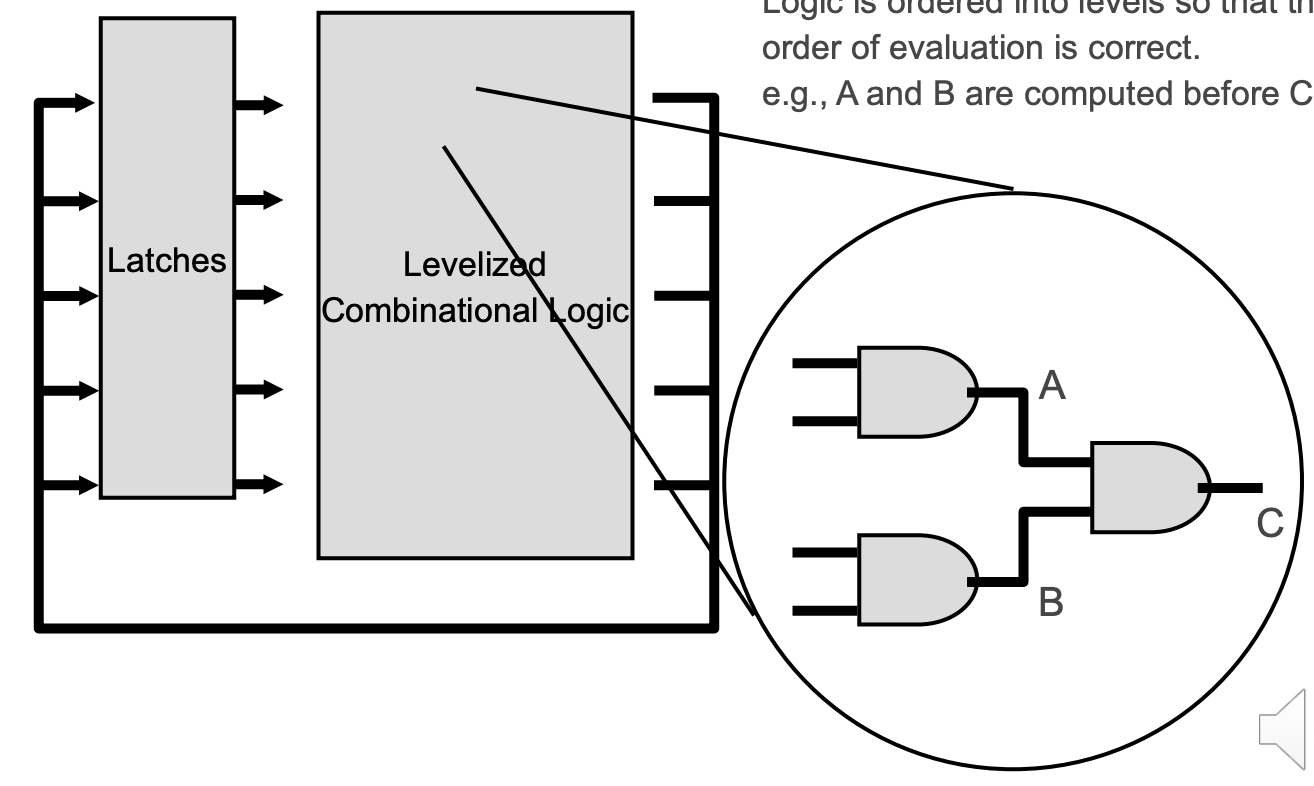 Logic is ordered into levels so that th
order of evaluation is correct.
e.g., A and B are computed before C
Latches
Levelized
Combinational Logic
A
B
C